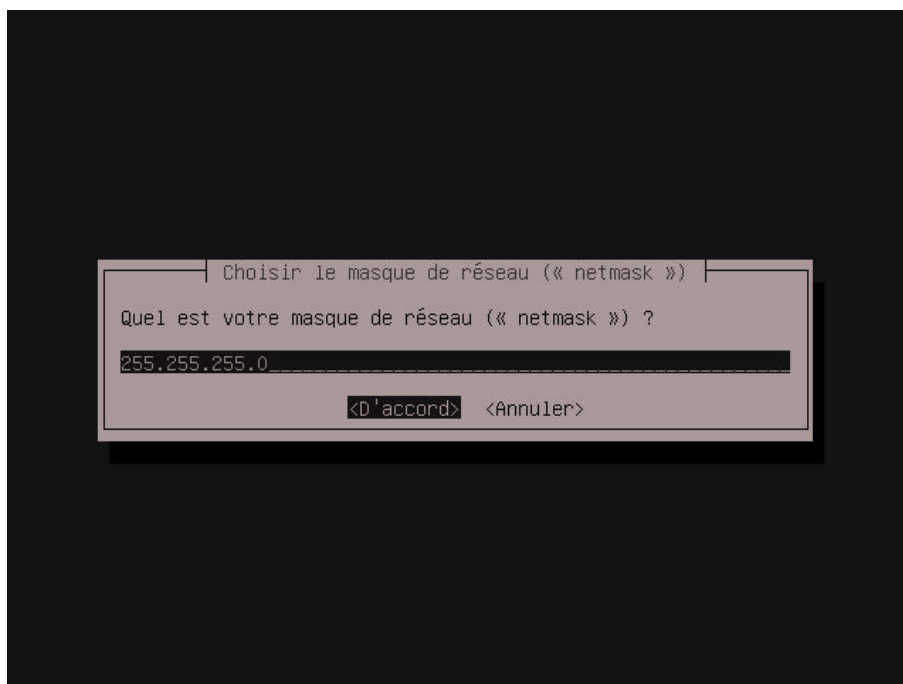 Choisir le masque de réseau (« netmask »)
Quel est votre masque de réseau (« netmask ») ?
255.255.255.0
<D'accord> <Annuler>